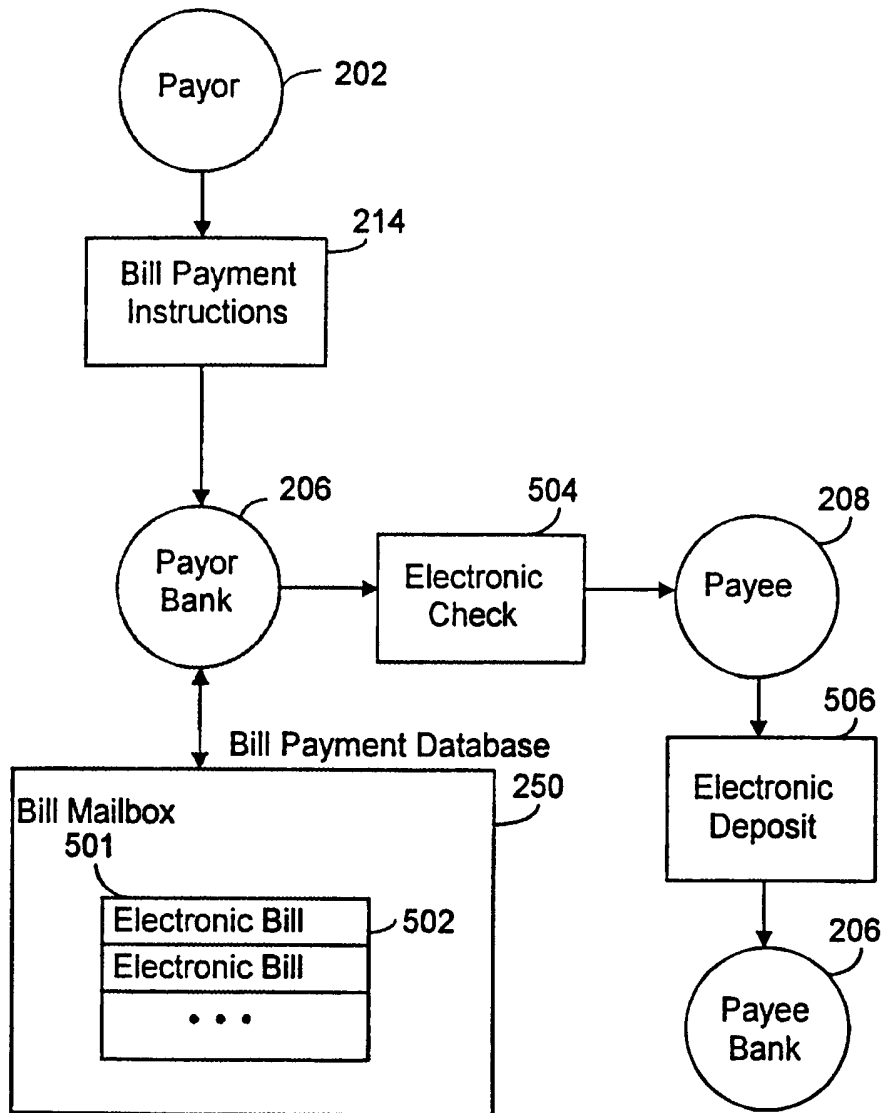 Payor
202
214
Bill Payment
Instructions
206
504
208
Payor
Bank
Electronic
Check
Payee
506
Bill Payment Database
250
Electronic
Deposit
Bill Mailbox
501
Electronic Bill
502
Electronic Bill
• • •
206
Payee
Bank